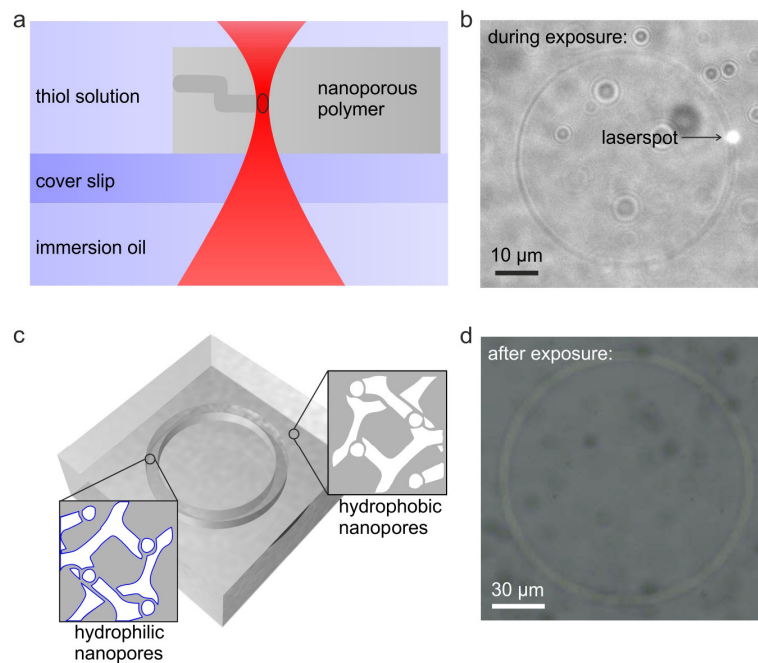 a
thiol solution
nanoporous
polymer
cover slip
immersion oil
b
during exposure:
laserspot
10 µm
c
hydrophobic
nanopores
hydrophilic
nanopores
d
after exposure:
30 µm